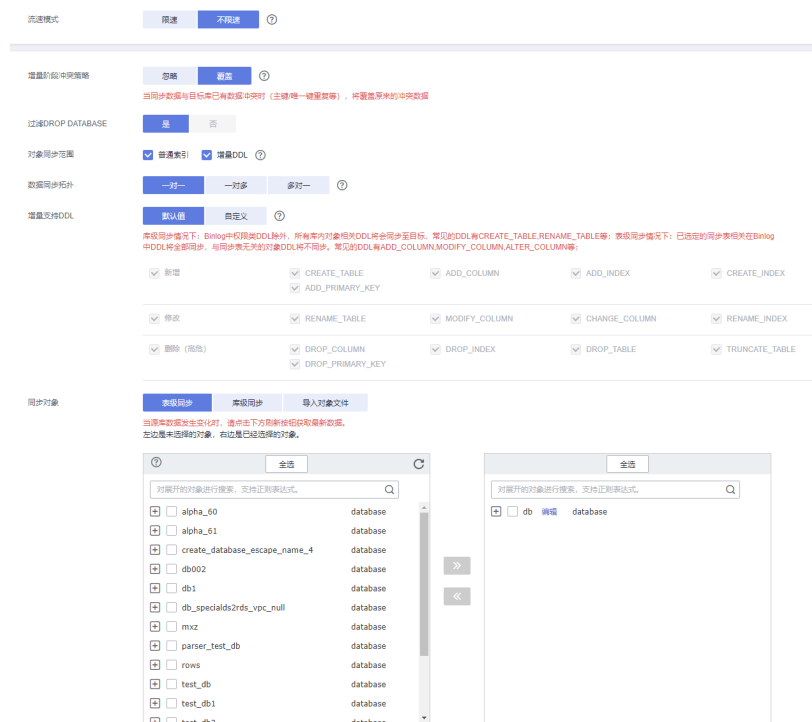 流速模式 限速 不限速
增量阶段冲突策略 忽略 覆盖
当同步数据与目标库已有数据冲突时（主键/唯一键重复等），将覆盖原来的冲突数据
过滤DROP DATABASE 是 否
对象同步范围 普通索引 增量DDL
数据同步拓扑 一对一 一对多 多对一
增量支持DDL 默认值 自定义
库级同步情况下：Binlog中权限类DDL除外，所有库内对象相关DDL将会同步至目标，常见的DDL有CREATE_TABLE,RENAME_TABLE等；表级同步情况下：已选定的同步表相关在Binlog
中DDL将全部同步，与同步表无关的对象DDL将不同步。常见的DDL有ADD_COLUMN,MODIFY_COLUMN,ALTER_COLUMN等；
新增 CREATE_TABLE ADD_COLUMN ADD_INDEX CREATE_INDEX
ADD_PRIMARY_KEY
修改 RENAME_TABLE MODIFY_COLUMN CHANGE_COLUMN RENAME_INDEX
删除（高危） DROP_COLUMN DROP_INDEX DROP_TABLE TRUNCATE_TABLE
DROP_PRIMARY_KEY
同步对象 表级同步 库级同步 导入对象文件
当源库数据发生变化时，请点击下方刷新按钮获取最新数据。
左边是未选择的对象，右边是已经选择的对象。
全选
对展开的对象进行搜索，支持正则表达式。
alpha_60 database
alpha_61 database
create_database_escape_name_4 database
db002 database
db1 database
db_specialds2rds_vpc_null database
mxz database
parser_test_db database
rows database
test_db database
test_db1 database
test_db2 database
全选
对展开的对象进行搜索，支持正则表达式。
db 编辑 database